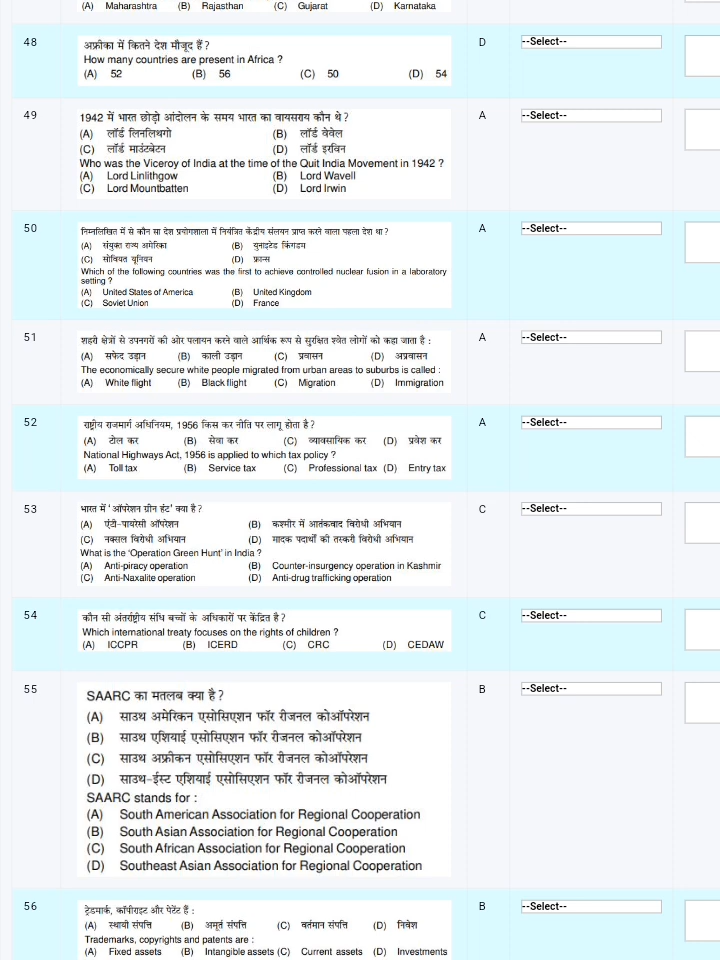 (A) Maharashtra (B) Rajasthan (C) Gujarat (D) Karnataka
48
अफ्रीका में कितने देश मौजूद हैं?
How many countries are present in Africa ?
(A) 52 (B) 56 (C) 50 (D) 54
D
--Select--
49
1942 में भारत छोड़ो आंदोलन के समय भारत का वायसराय कौन थे?
(A) लॉर्ड लिनलिथगो (B) लॉर्ड वेवेल
(C) लॉर्ड माउंटबेटन (D) लॉर्ड इरविन
Who was the Viceroy of India at the time of the Quit India Movement in 1942 ?
(A) Lord Linlithgow (B) Lord Wavell
(C) Lord Mountbatten (D) Lord Irwin
A
--Select--
50
निम्नलिखित में से कौन सा देश प्रयोगशाला में नियंत्रित केंद्रीय संलयन प्राप्त करने वाला पहला देश था?
(A) संयुक्त राज्य अमेरिका (B) युनाइटेड किंगडम
(C) सोवियत यूनियन (D) फ्रान्स
Which of the following countries was the first to achieve controlled nuclear fusion in a laboratory
setting ?
(A) United States of America (B) United Kingdom
(C) Soviet Union (D) France
A
--Select--
51
शहरी क्षेत्रों से उपनगरों की ओर पलायन करने वाले आर्थिक रूप से सुरक्षित श्वेत लोगों को कहा जाता है :
(A) सफेद उड़ान (B) काली उड़ान (C) प्रवासन (D) अप्रवासन
The economically secure white people migrated from urban areas to suburbs is called :
(A) White flight (B) Black flight (C) Migration (D) Immigration
A
--Select--
52
राष्ट्रीय राजमार्ग अधिनियम, 1956 किस कर नीति पर लागू होता है?
(A) टोल कर (B) सेवा कर (C) व्यावसायिक कर (D) प्रवेश कर
National Highways Act, 1956 is applied to which tax policy ?
(A) Toll tax (B) Service tax (C) Professional tax (D) Entry tax
A
--Select--
53
भारत में 'ऑपरेशन ग्रीन हंट' क्या है?
(A) एंटी-पायरेसी ऑपरेशन (B) कश्मीर में आतंकवाद विरोधी अभियान
(C) नक्सल विरोधी अभियान (D) मादक पदार्थों की तस्करी विरोधी अभियान
What is the ‘Operation Green Hunt’ in India ?
(A) Anti-piracy operation (B) Counter-insurgency operation in Kashmir
(C) Anti-Naxalite operation (D) Anti-drug trafficking operation
C
--Select--
54
कौन सी अंतर्राष्ट्रीय संधि बच्चों के अधिकारों पर केंद्रित है?
Which international treaty focuses on the rights of children ?
(A) ICCPR (B) ICERD (C) CRC (D) CEDAW
C
--Select--
55
SAARC का मतलब क्या है?
(A) साउथ अमेरिकन एसोसिएशन फॉर रीजनल कोऑपरेशन
(B) साउथ एशियाई एसोसिएशन फॉर रीजनल कोऑपरेशन
(C) साउथ अफ्रीकन एसोसिएशन फॉर रीजनल कोऑपरेशन
(D) साउथ-ईस्ट एशियाई एसोसिएशन फॉर रीजनल कोऑपरेशन
SAARC stands for :
(A) South American Association for Regional Cooperation
(B) South Asian Association for Regional Cooperation
(C) South African Association for Regional Cooperation
(D) Southeast Asian Association for Regional Cooperation
B
--Select--
56
ट्रेडमार्क, कॉपीराइट और पेटेंट हैं :
(A) स्थायी संपत्ति (B) अमूर्त संपत्ति (C) वर्तमान संपत्ति (D) निवेश
Trademarks, copyrights and patents are :
(A) Fixed assets (B) Intangible assets (C) Current assets (D) Investments
B
--Select--